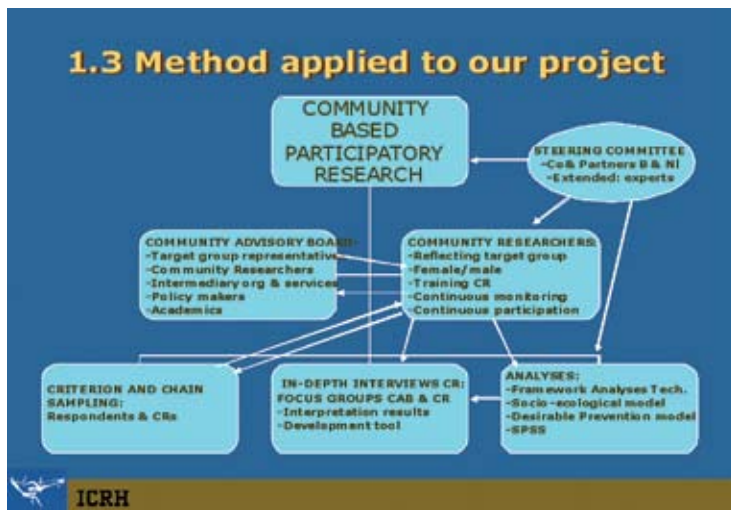 1.3 Method applied to our project
COMMUNITY
BASED
PARTICIPATORY
RESEARCH
STEERING COMMITTEE
-Co& Partners B & Nl
-Extended: experts
COMMUNITY ADVISORY BOARD:
-Target group representatives
-Community Researchers
-Intermediary org & services
-Policy makers
-Academics
COMMUNITY RESEARCHERS:
-Reflecting target group
-Female/male
-Training CR
-Continuous monitoring
-Continuous participation
CRITERION AND CHAIN
SAMPLING:
Respondents & CRs
IN-DEPTH INTERVIEWS CR:
FOCUS GROUPS CAB & CR
-Interpretation results
-Development tool
ANALYSES:
-Framework Analyses Tech.
-Socio-ecological model
-Desirable Prevention model
-SPSS
ICRH